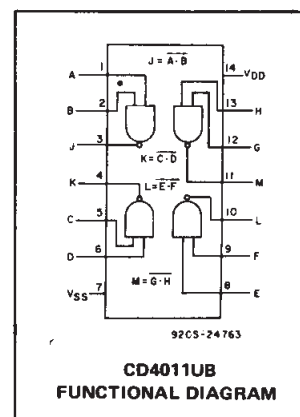 J = A·B
A 1 14 VDD
B 2 13 H
J 3 12 G
K = C·D
K 4 11 M
L = E·F
C 5 10 L
D 6 9 F
M = G·H
VSS 7 8 E
92CS-24763
CD4011UB
FUNCTIONAL DIAGRAM